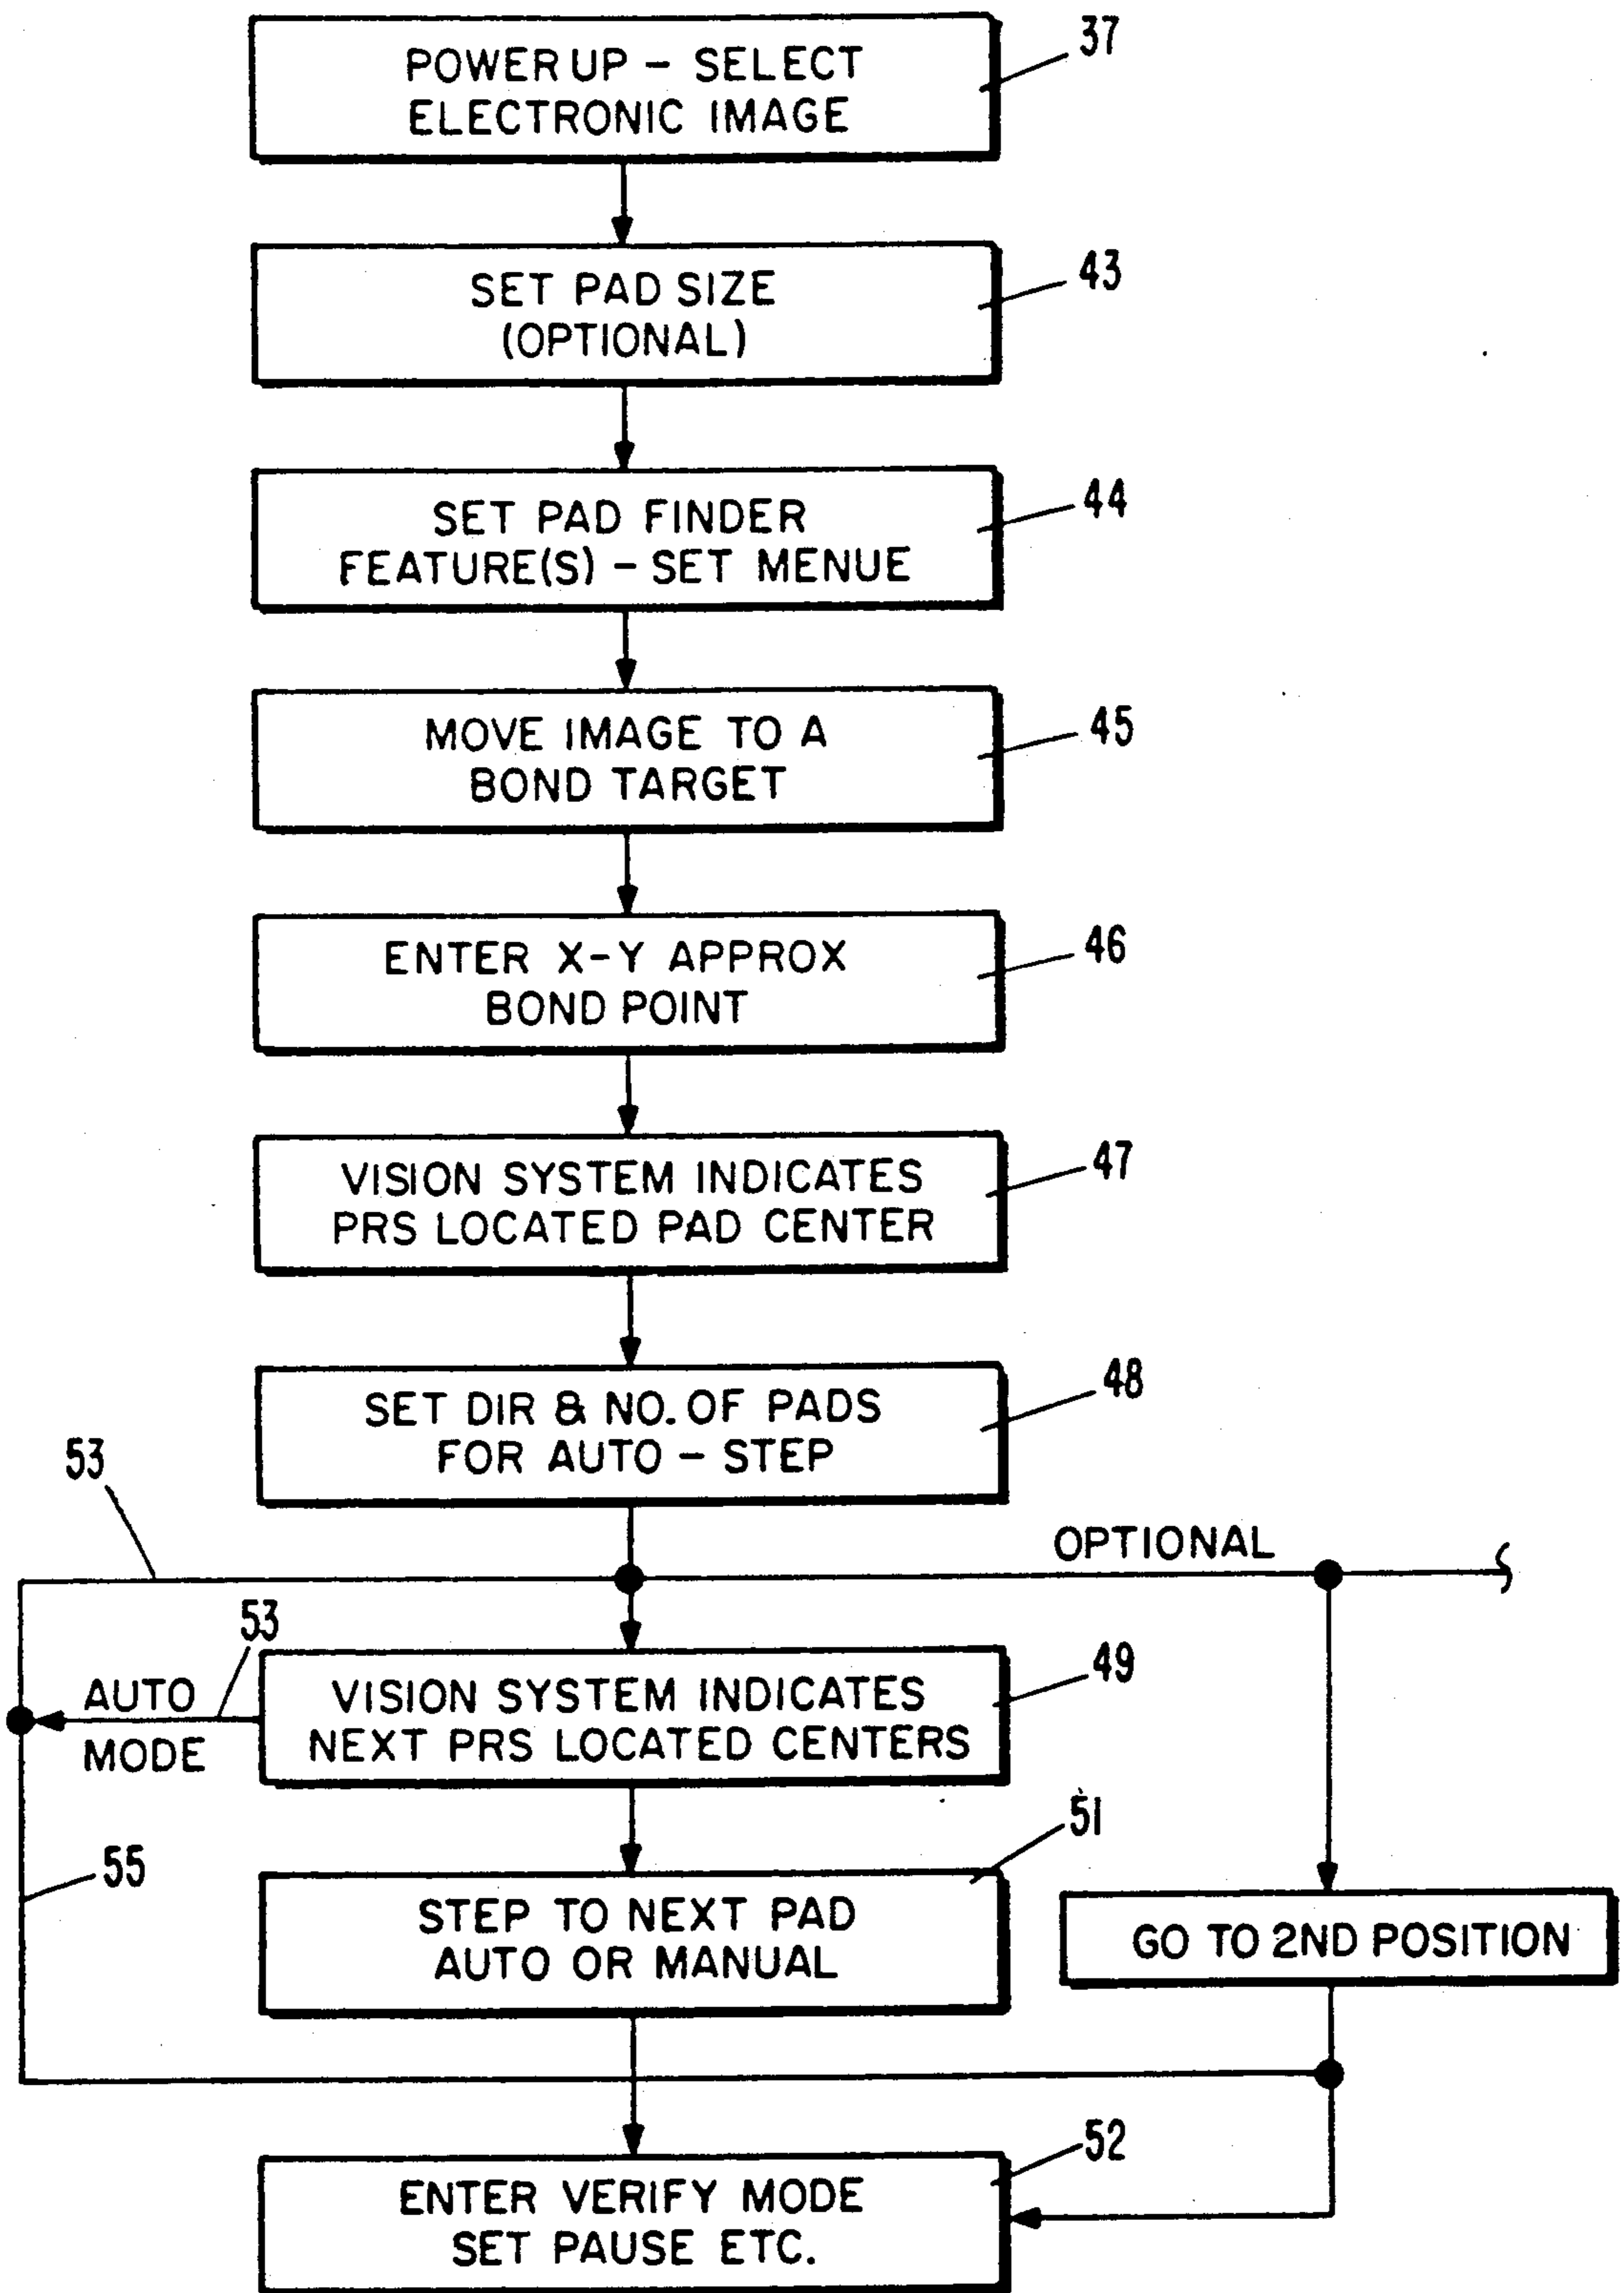 POWER UP - SELECT
ELECTRONIC IMAGE
37
SET PAD SIZE
(OPTIONAL)
43
SET PAD FINDER
FEATURE(S) - SET MENUE
44
MOVE IMAGE TO A
BOND TARGET
45
ENTER X-Y APPROX
BOND POINT
46
VISION SYSTEM INDICATES
PRS LOCATED PAD CENTER
47
SET DIR & NO. OF PADS
FOR AUTO - STEP
48
53
OPTIONAL
53
AUTO
MODE
VISION SYSTEM INDICATES
NEXT PRS LOCATED CENTERS
49
55
STEP TO NEXT PAD
AUTO OR MANUAL
51
GO TO 2ND POSITION
ENTER VERIFY MODE
SET PAUSE ETC.
52